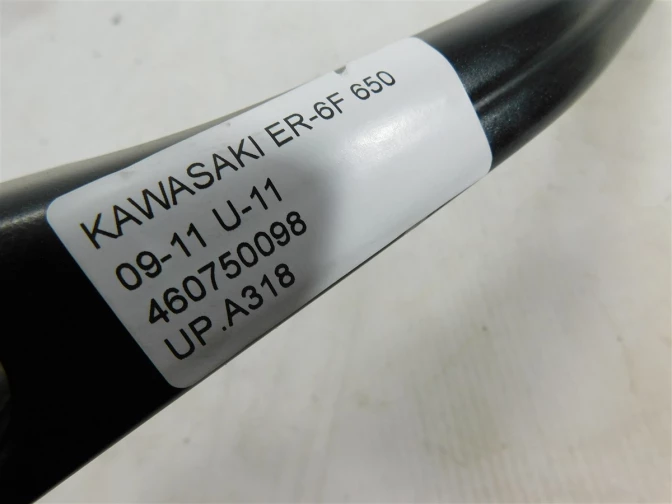 KAWASAKI ER-6F 650
09-11 U-11
460750098
UP.A318